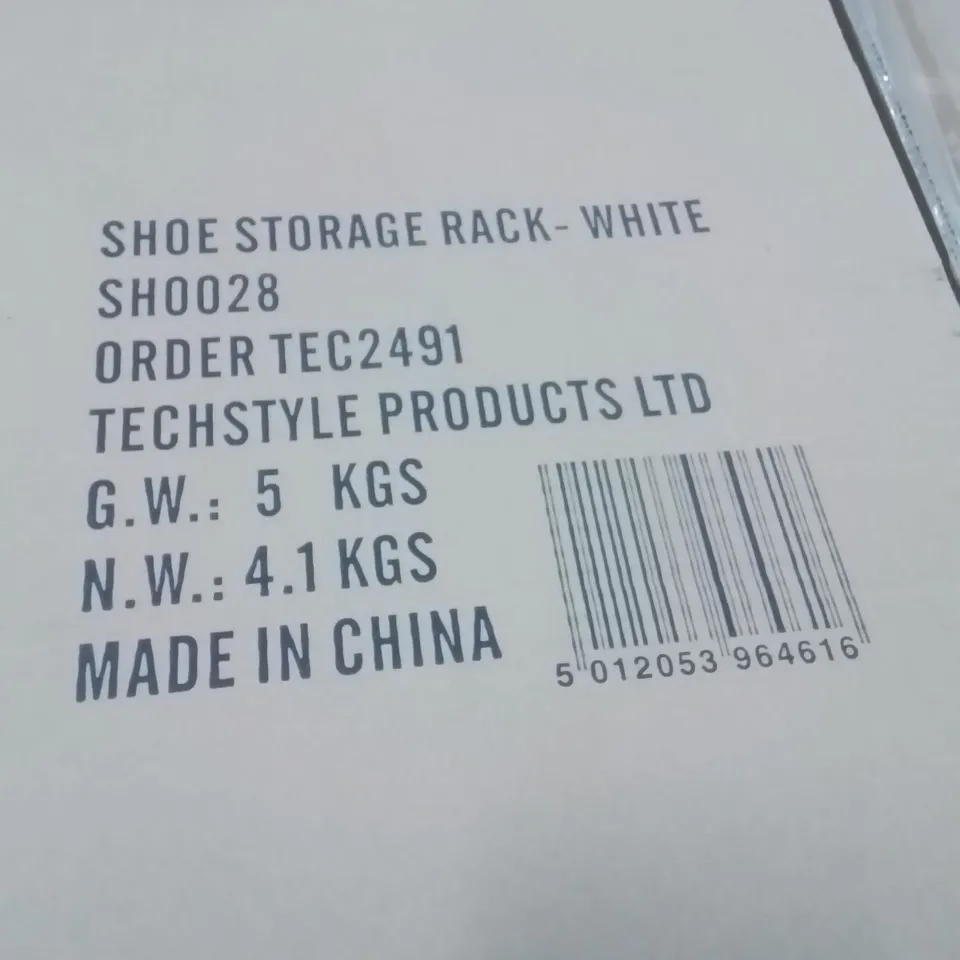 SHOE STORAGE RACK- WHITE
SH0028
ORDER TEC2491
TECHSTYLE PRODUCTS LTD
G.W.: 5 KGS
N.W.: 4.1 KGS
MADE IN CHINA
5 012053 964616